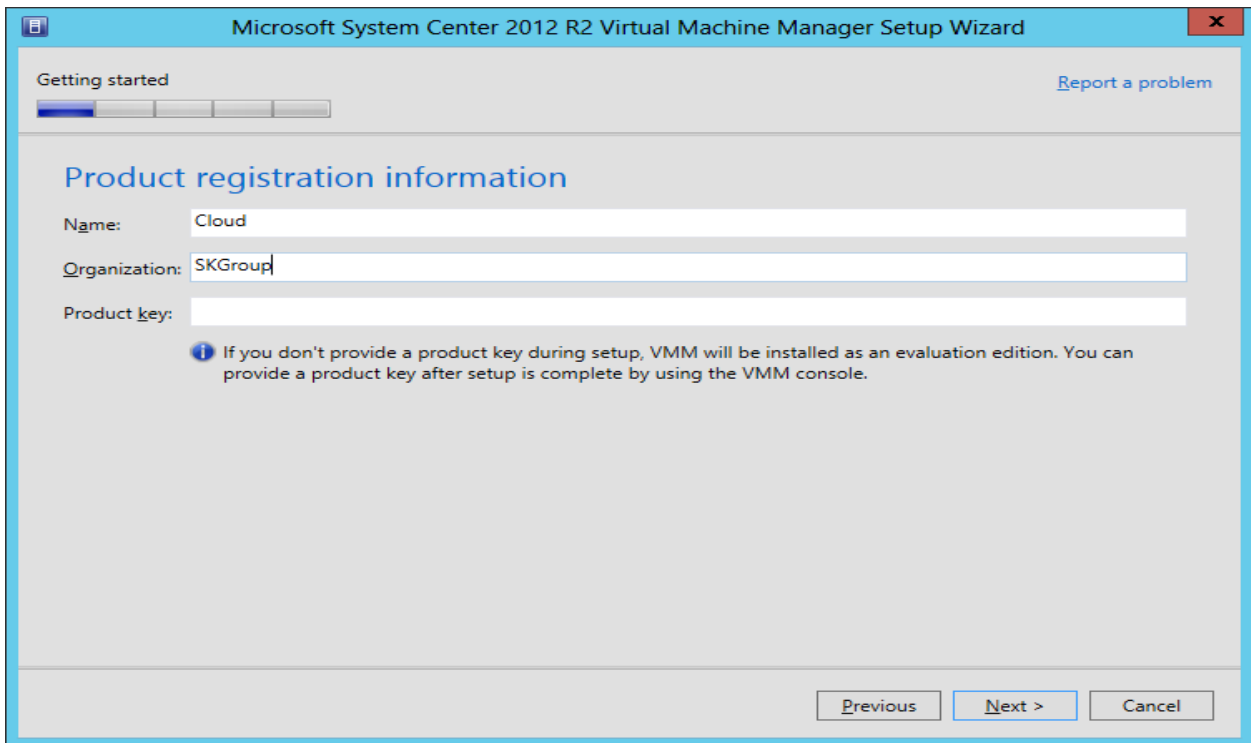 Microsoft System Center 2012 R2 Virtual Machine Manager Setup Wizard
x
Getting started
Report a problem
Product registration information
Name: Cloud
Organization: SKGroup
Product key:
If you don't provide a product key during setup, VMM will be installed as an evaluation edition. You can
provide a product key after setup is complete by using the VMM console.
Previous Next > Cancel